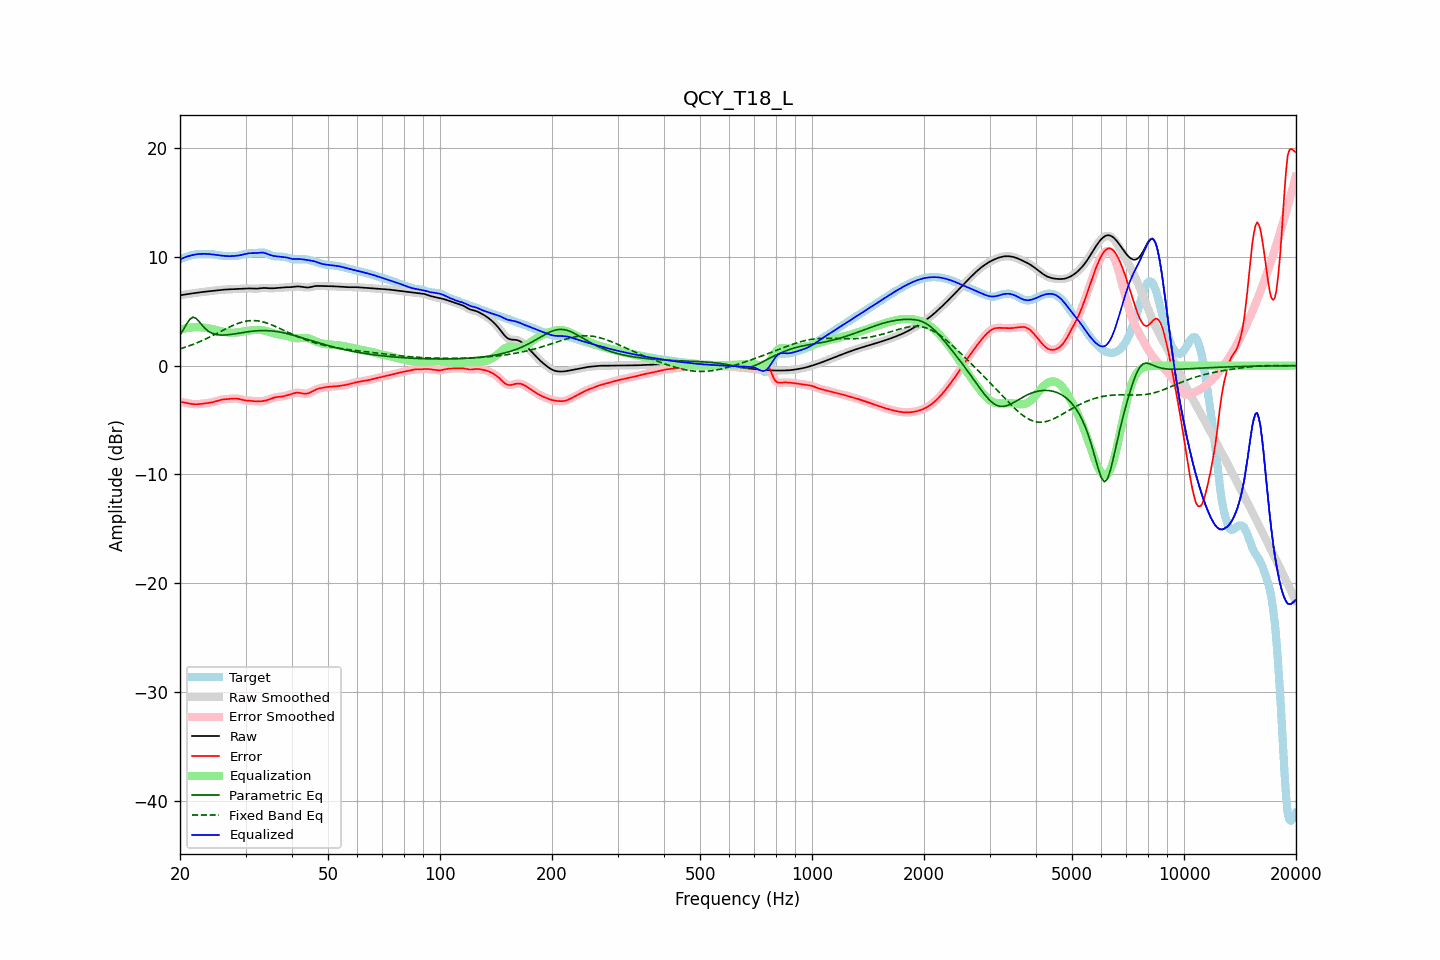 QCY_T18_L
Amplitude (dBr)
20
10
0
−10
−20
−30
−40
Target
Raw Smoothed
Error Smoothed
Raw
Error
Equalization
Parametric Eq
Fixed Band Eq
Equalized
20 50 100 200 500 1000 2000 5000 10000 20000
Frequency (Hz)